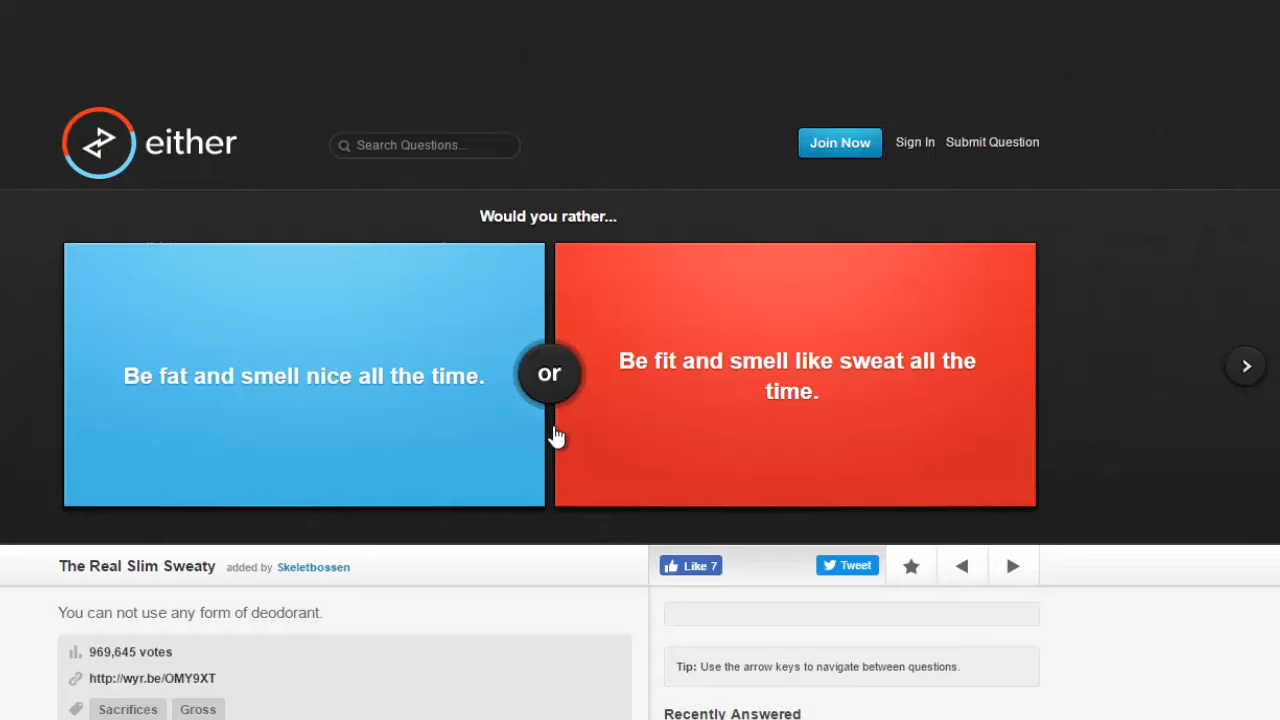 either
Search Questions...
Join Now
Sign In
Submit Question
Would you rather...
Be fat and smell nice all the time.
or
Be fit and smell like sweat all the
time.
The Real Slim Sweaty added by Skeletbossen
Like 7
Tweet
You can not use any form of deodorant.
969,645 votes
http://wyr.be/OMY9XT
Sacrifices
Gross
Tip: Use the arrow keys to navigate between questions.
Recently Answered